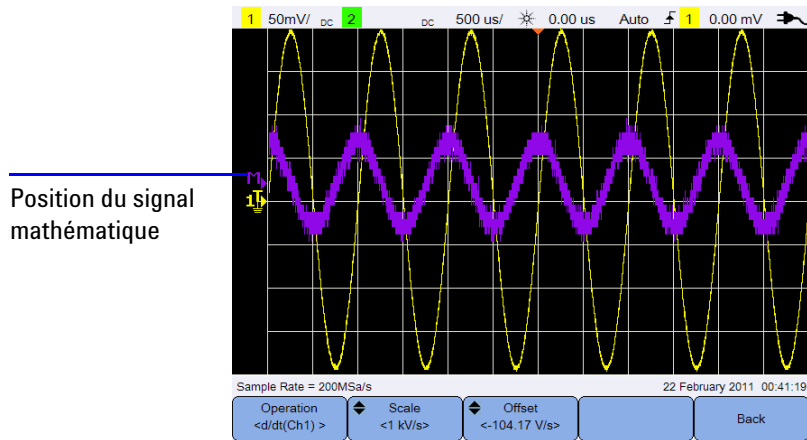 1 50mV/ DC 2 DC 500 us/ 0.00 us Auto 1 0.00 mV
M
1
Position du signal
mathématique
Sample Rate = 200MSa/s 22 February 2011 00:41:19
Operation
<d/dt(Ch1) >
Scale
<1 kV/s>
Offset
<-104.17 V/s>
Back